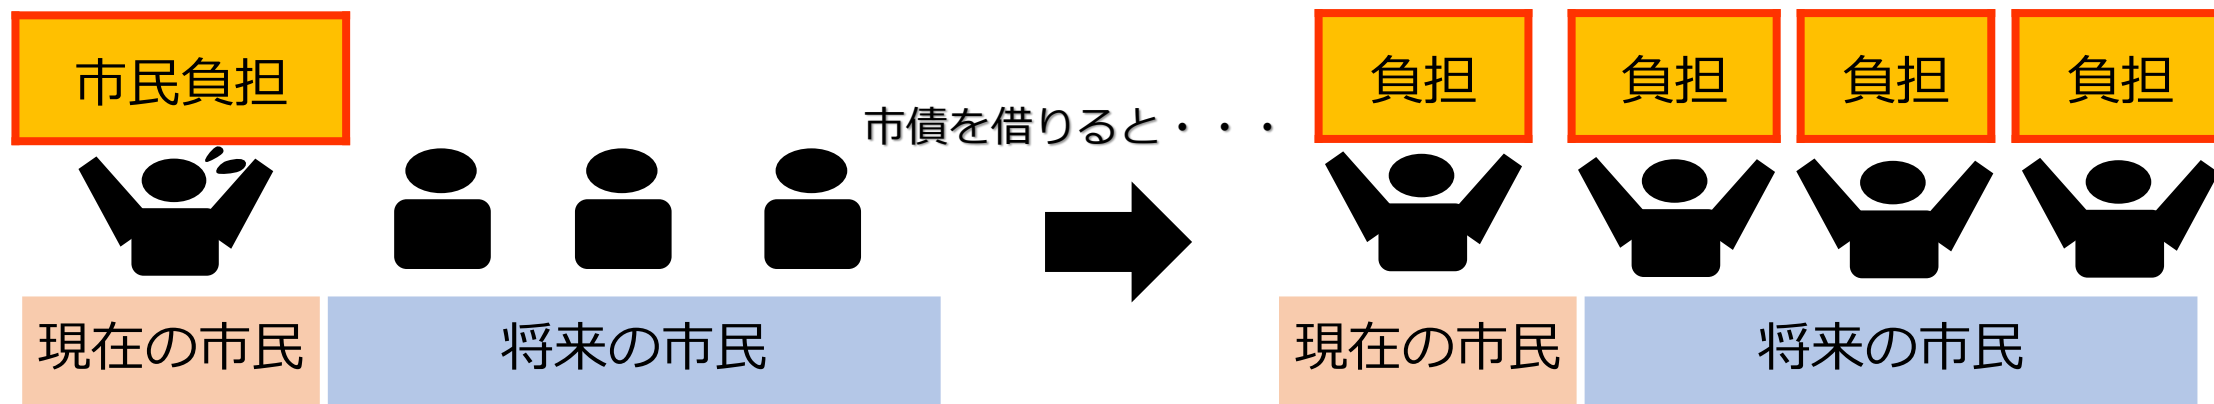 市民負担
現在の市民
将来の市民
市債を借りると・・・
負担
負担
負担
負担
現在の市民
将来の市民